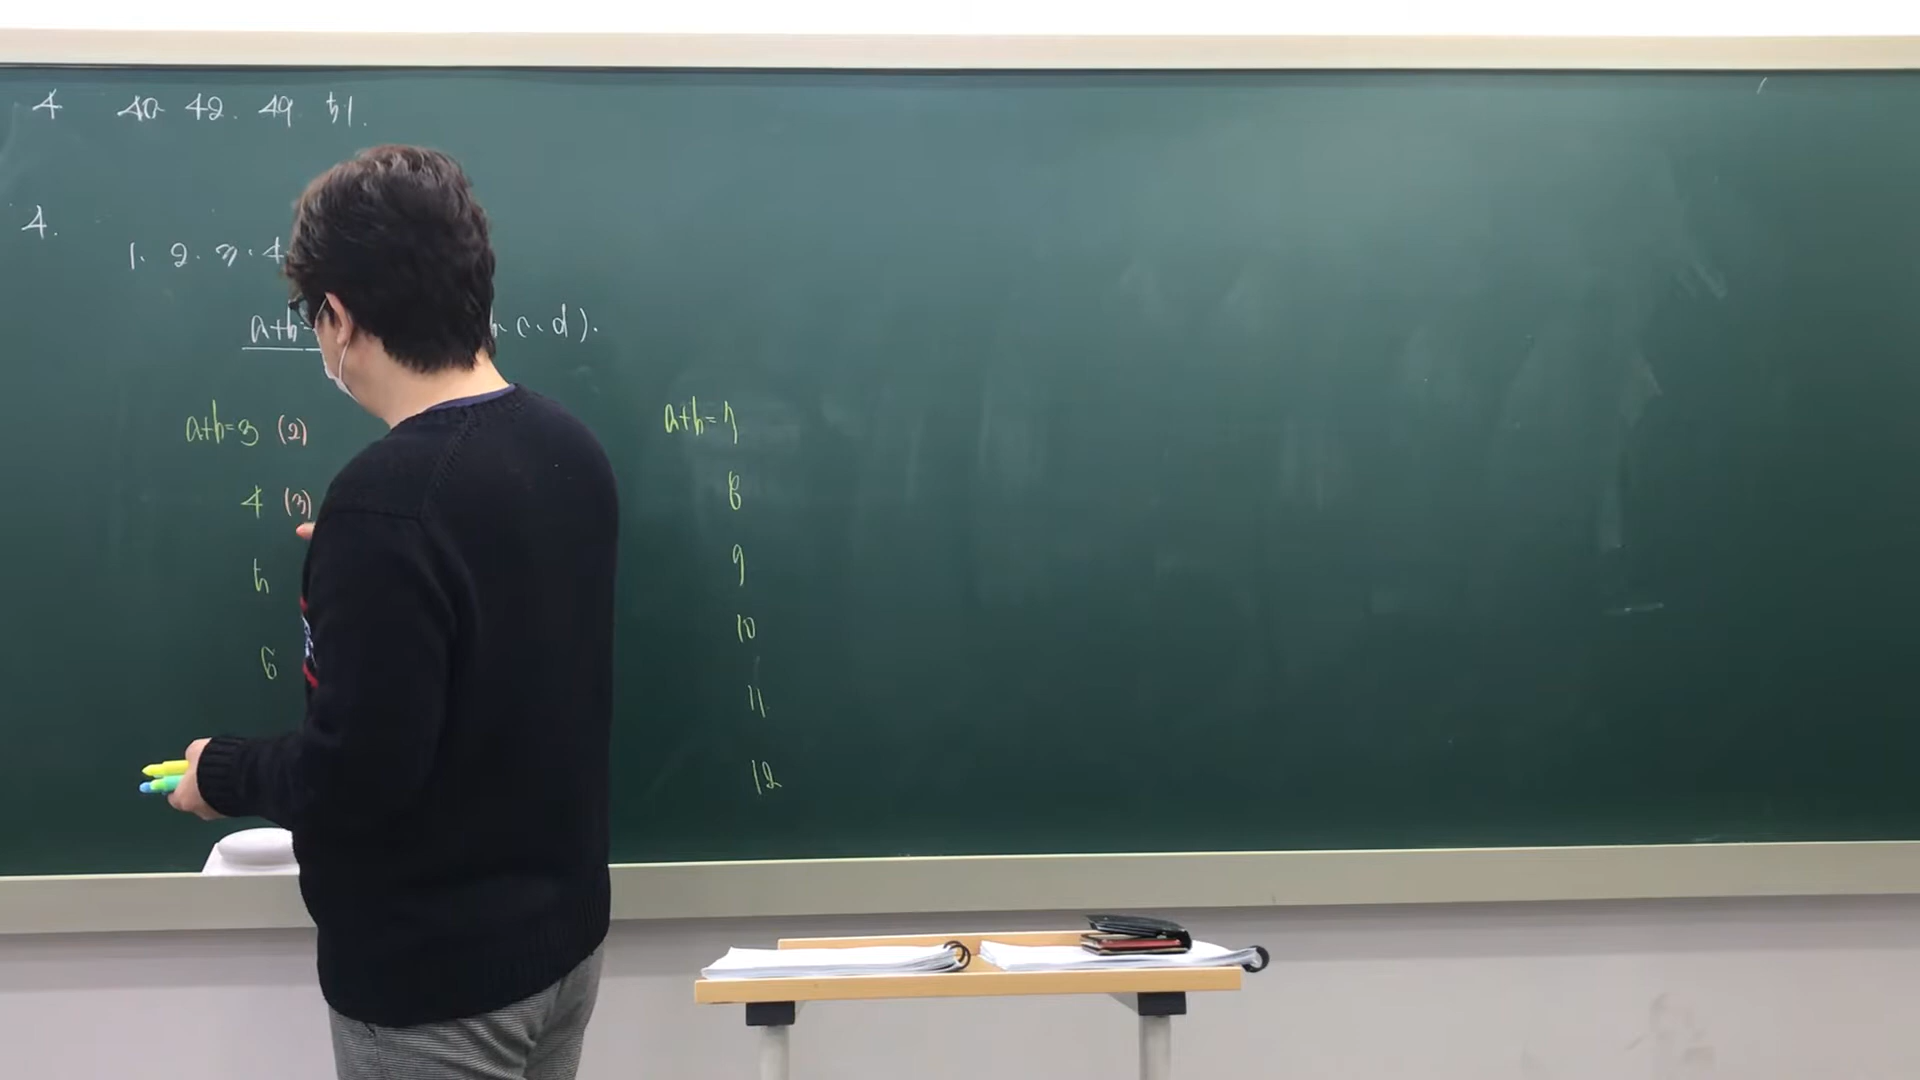 4 40 42. 49. 51.
4.
1. 2. 3. 4
a+b= b. c. d).
a+b=3 (2)
4 (3)
5
6
a+b=7
8
9
10
11
12